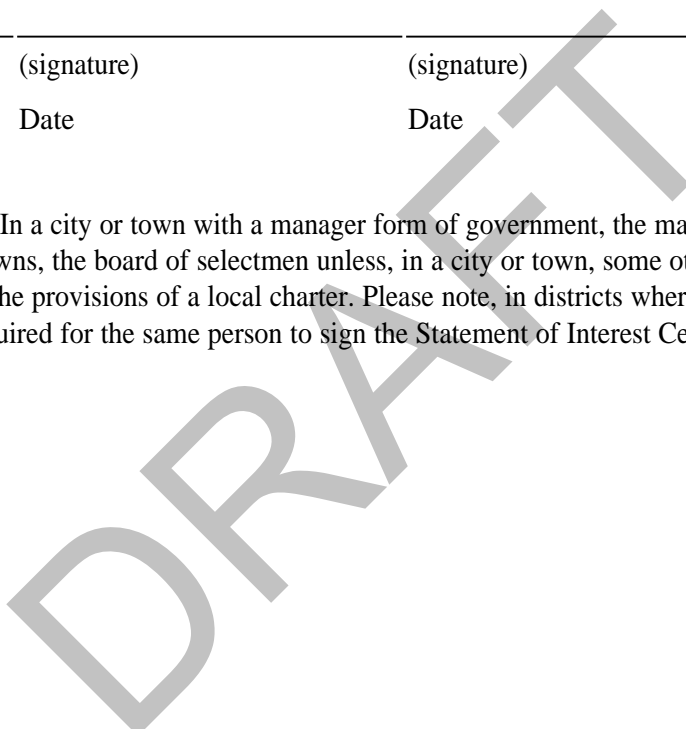 (signature) (signature)
Date Date
In a city or town with a manager form of government, the ma
wns, the board of selectmen unless, in a city or town, some ot
he provisions of a local charter. Please note, in districts wher
uired for the same person to sign the Statement of Interest Ce
DRAFT